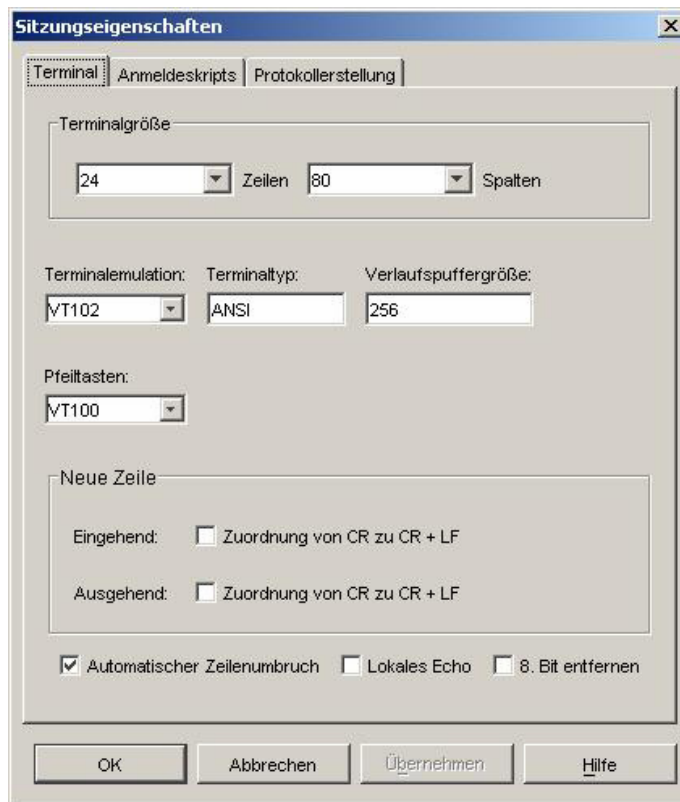 Sitzungseigenschaften
Terminal Anmeldeskripts Protokollerstellung
Terminalgröße
24 Zeilen 80 Spalten
Terminalemulation: Terminaltyp: Verlaufspuffergröße:
VT102 ANSI 256
Pfeiltasten:
VT100
Neue Zeile
Eingehend: Zuordnung von CR zu CR + LF
Ausgehend: Zuordnung von CR zu CR + LF
Automatischer Zeilenumbruch Lokales Echo 8. Bit entfernen
OK Abbrechen Übernehmen Hilfe